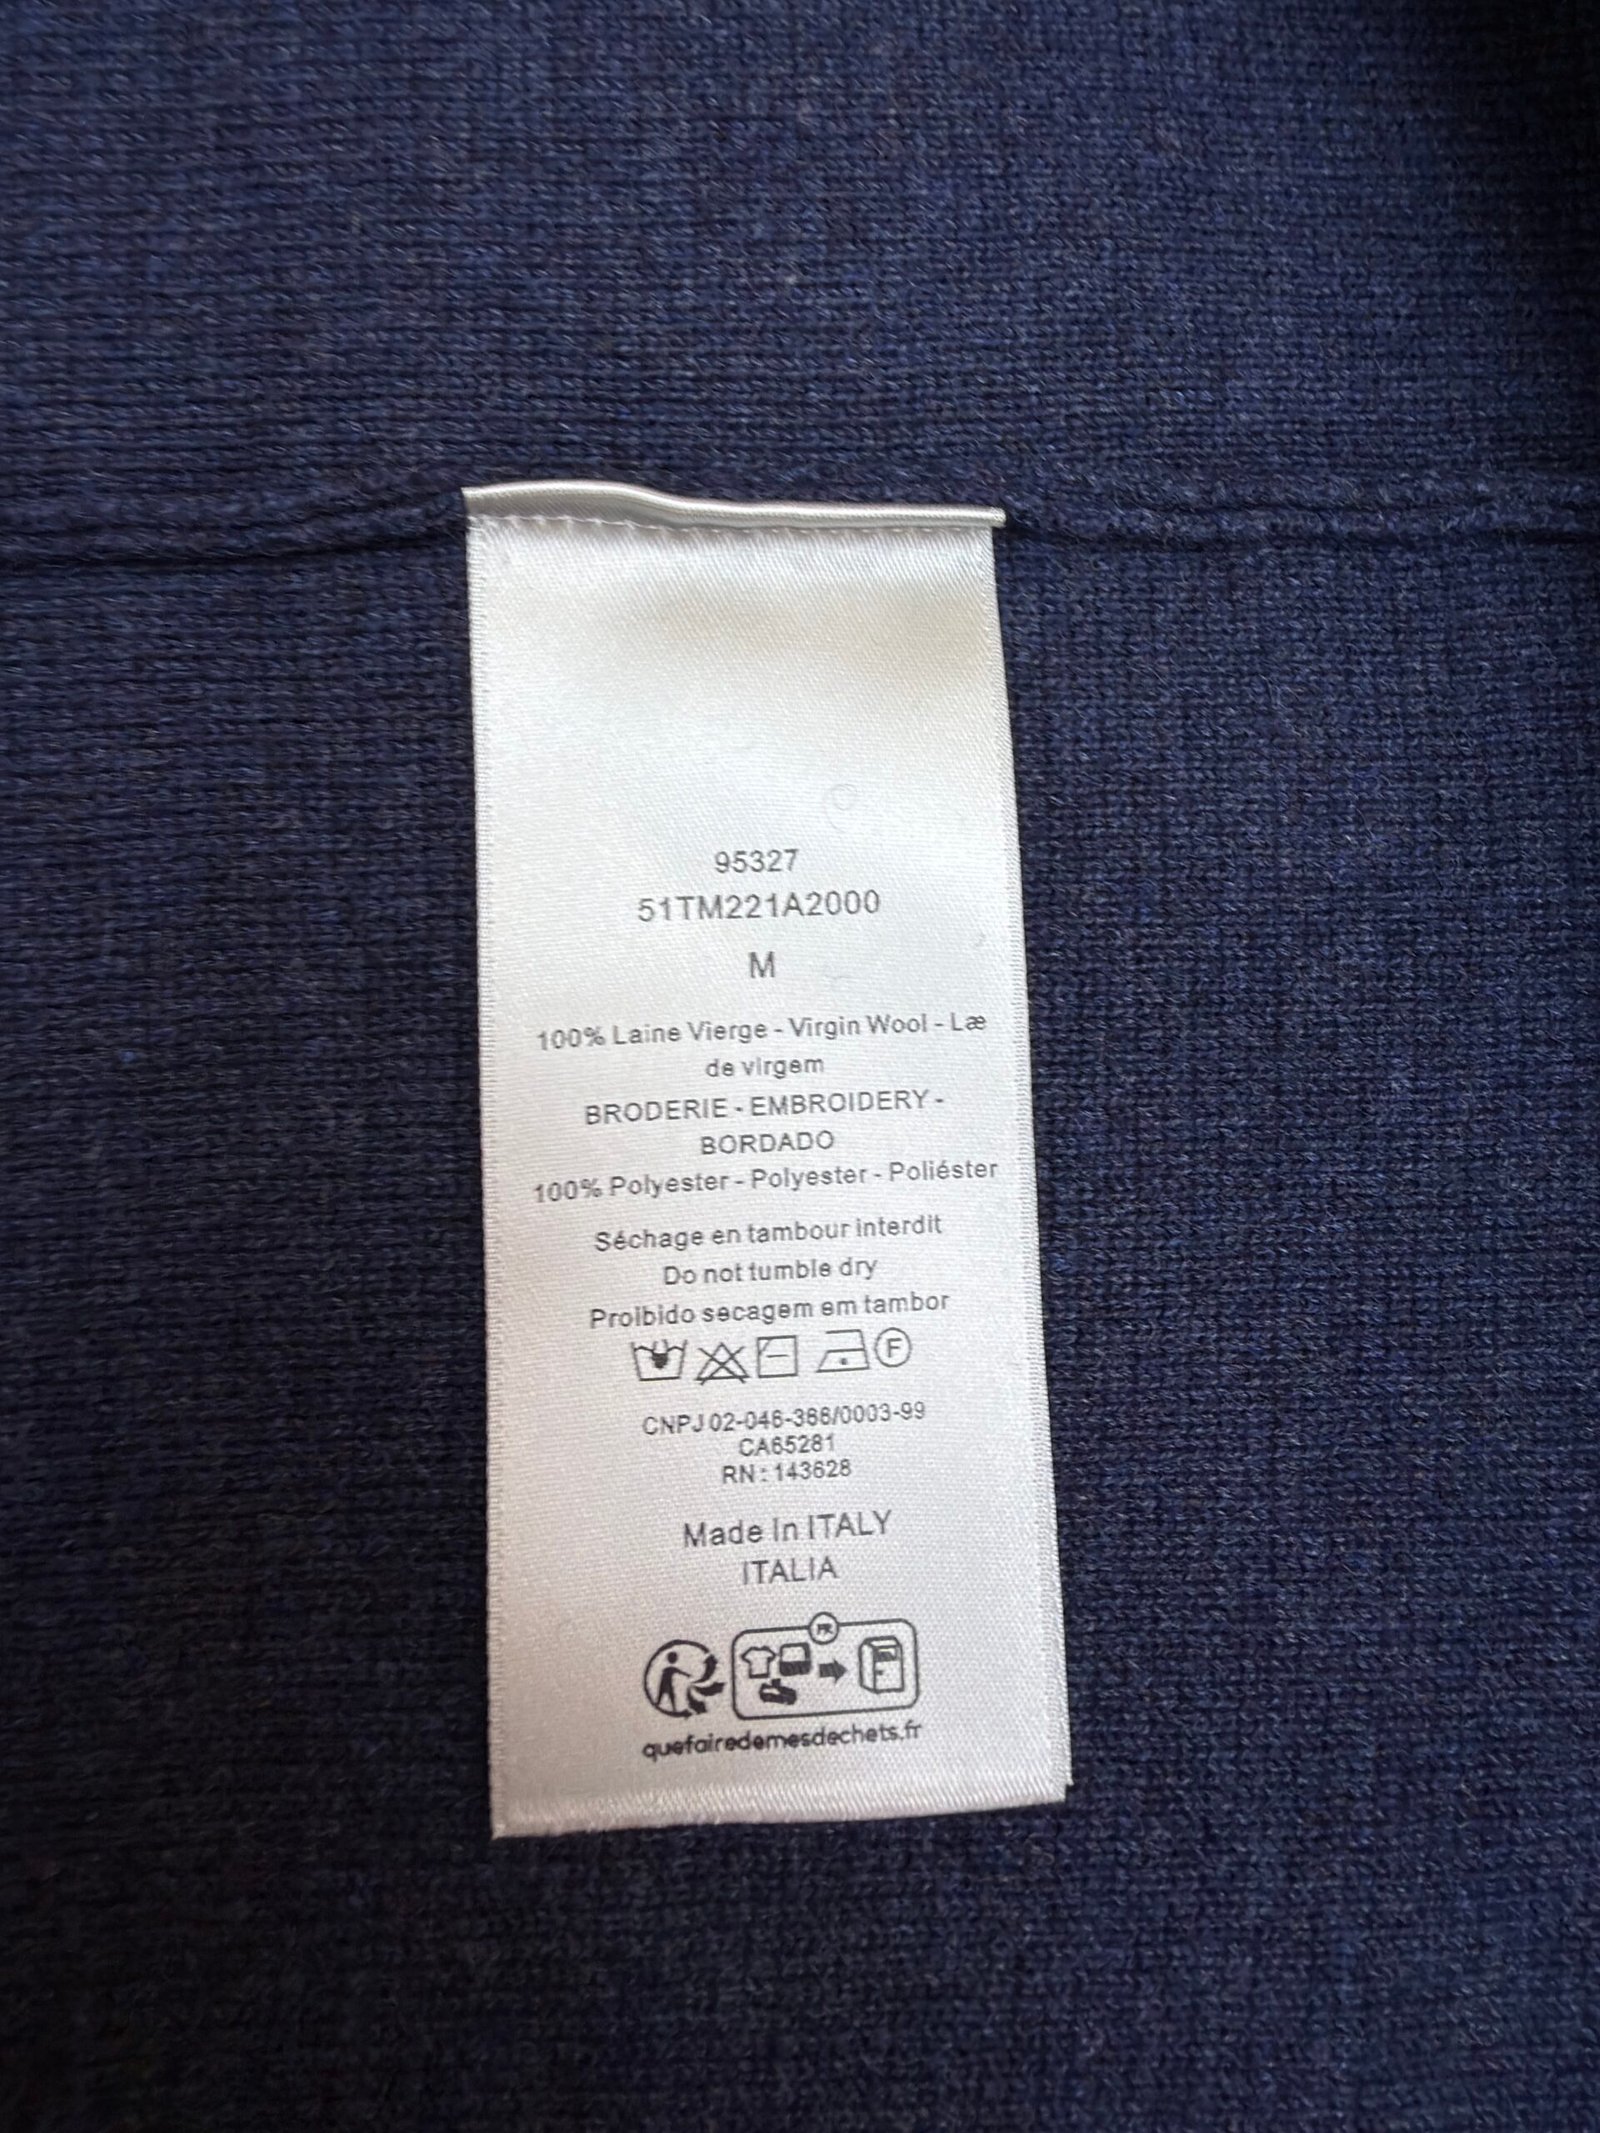 95327
51TM221A2000
M
100% Laine Vierge - Virgin Wool - Læ
de virgem
BRODERIE - EMBROIDERY -
BORDADO
100% Polyester - Polyester - Poliéster
Séchage en tambour interdit
Do not tumble dry
Proibido secagem em tambor
F
CNPJ 02-046-366/0003-99
CA65281
RN : 143628
Made in ITALY
ITALIA
FR
quefairedemesdechets.fr